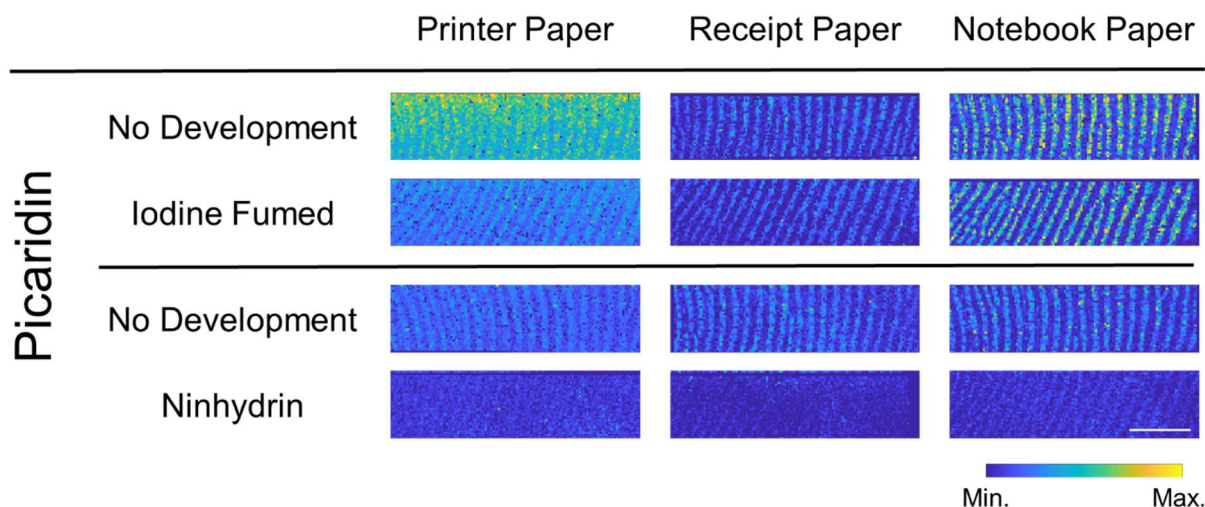 Printer Paper Receipt Paper Notebook Paper
Picaridin
No Development
Iodine Fumed
No Development
Ninhydrin
Min. Max.